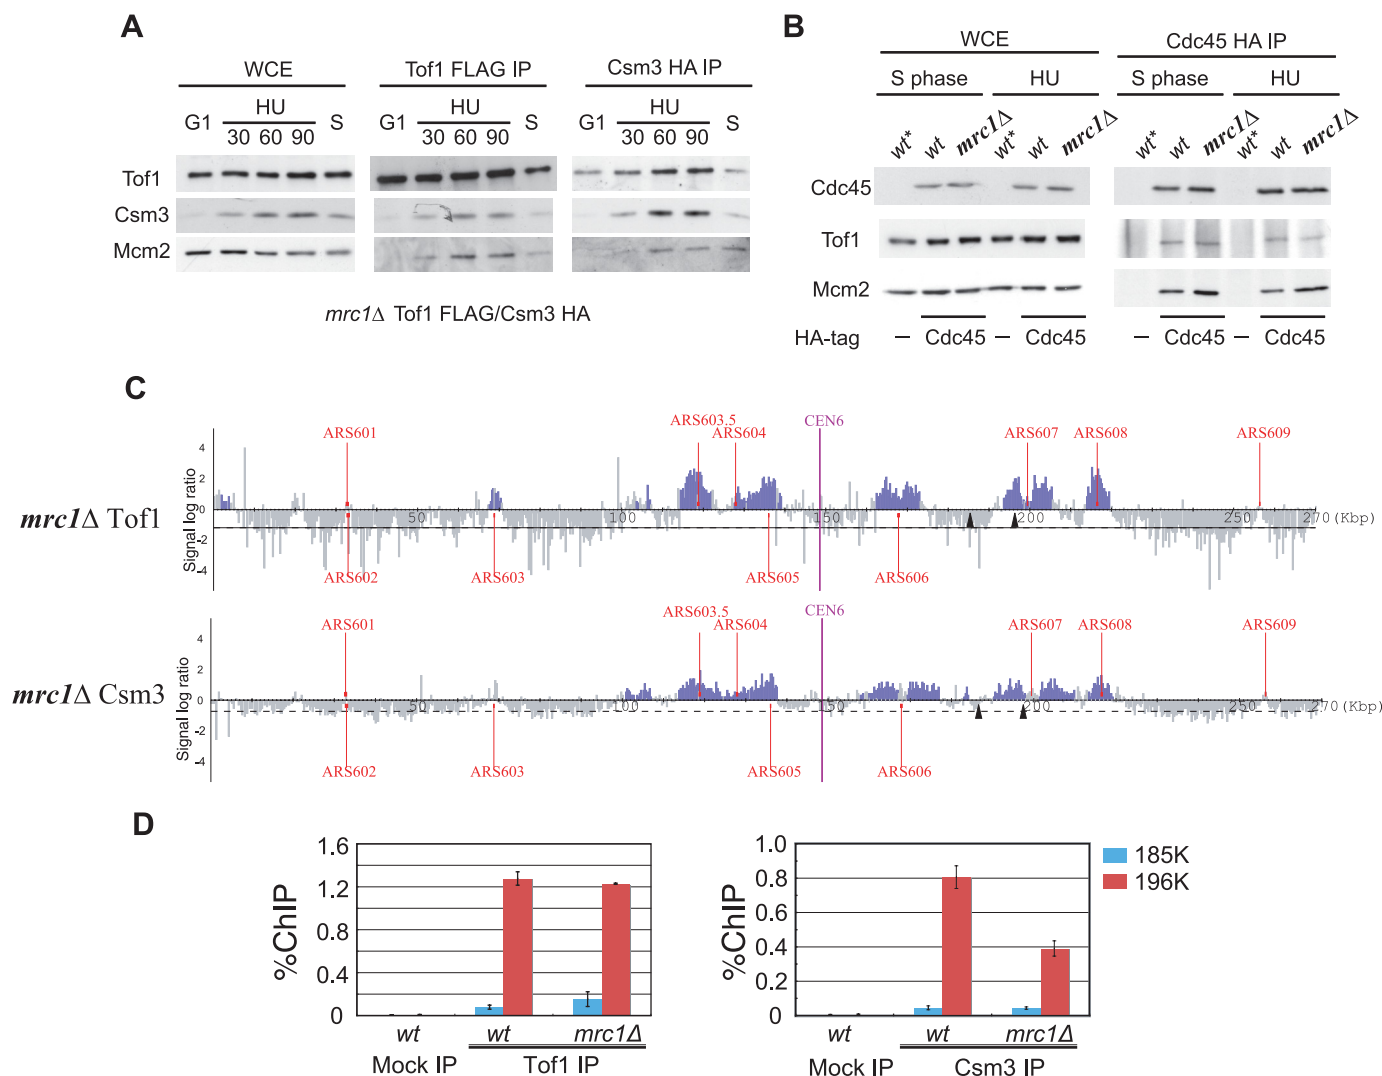 A
WCE
Tof1 FLAG IP
Csm3 HA IP
HU
HU
HU
G1
30 60 90
S
G1
30 60 90
S
30 60 90
S
Tof1
Csm3
Mcm2
mrc1Δ Tof1 FLAG/Csm3 HA
B
WCE
Cdc45 HA IP
S phase
HU
S phase
HU
wt*
wt
mrc1Δ
wt*
wt
mrc1Δ
wt*
wt
mrc1Δ
wt*
wt
mrc1Δ
Cdc45
Tof1
Mcm2
HA-tag
– Cdc45 – Cdc45 – Cdc45 – Cdc45
C
mrc1Δ Tof1
Signal log ratio
4
2
0
-2
-4
ARS601
ARS603.5
ARS604
CEN6
ARS607
ARS608
ARS609
50
100
150
200
250
270 (Kbp)
ARS602
ARS603
ARS605
ARS606
mrc1Δ Csm3
Signal log ratio
4
2
0
-2
-4
ARS601
ARS603.5
ARS604
CEN6
ARS607
ARS608
ARS609
50
100
150
200
250
270 (Kbp)
ARS602
ARS603
ARS605
ARS606
D
%ChIP
1.6
1.2
0.8
0.4
0
wt
wt
mrc1Δ
Mock IP
Tof1 IP
%ChIP
1.0
0.8
0.6
0.4
0.2
0
wt
wt
mrc1Δ
Mock IP
Csm3 IP
185K
196K